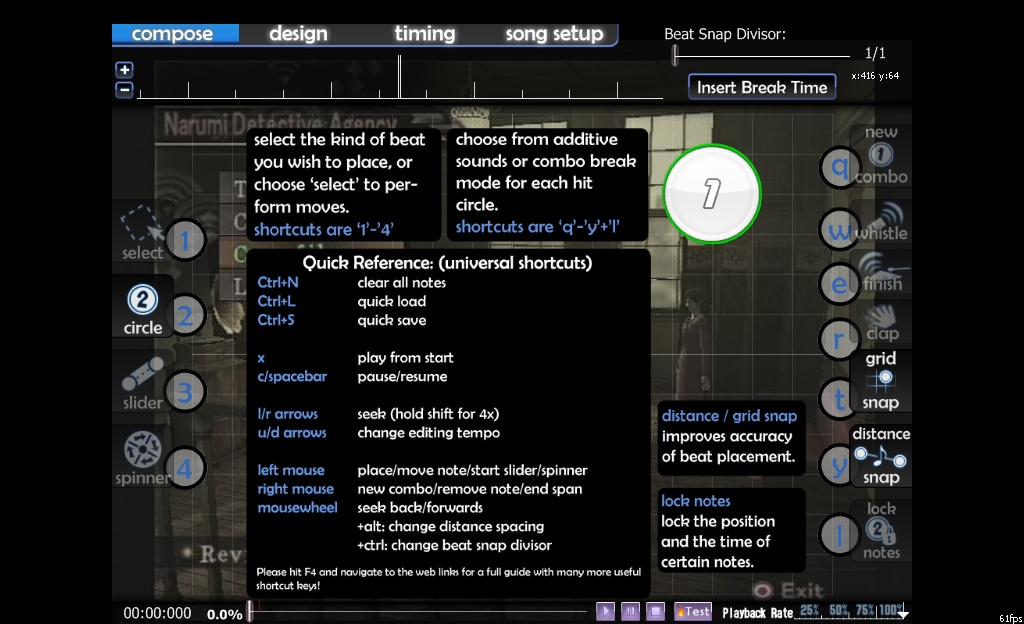 compose design timing song setup
Beat Snap Divisor:
1/1
x:416 y:64
Insert Break Time
+
-
Narumi Detective Agency
select the kind of beat
you wish to place, or
choose 'select' to per-
form moves.
shortcuts are '1'-'4'
choose from additive
sounds or combo break
mode for each hit
circle.
shortcuts are 'q'-'y'+'l'
1
new
1
combo
q
w
whistle
e
finish
r
clap
t
grid
snap
y
distance
snap
l
lock
2
notes
select
1
2
circle
2
slider
3
spinner
4
Quick Reference: (universal shortcuts)
Ctrl+N clear all notes
Ctrl+L quick load
Ctrl+S quick save
x play from start
c/spacebar pause/resume
l/r arrows seek (hold shift for 4x)
u/d arrows change editing tempo
left mouse place/move note/start slider/spinner
right mouse new combo/remove note/end span
mousewheel seek back/forwards
+alt: change distance spacing
+ctrl: change beat snap divisor
Please hit F4 and navigate to the web links for a full guide with many more useful
shortcut keys!
distance / grid snap
improves accuracy
of beat placement.
lock notes
lock the position
and the time of
certain notes.
Exit
00:00:000 0.0%
Test
Playback Rate 25% 50% 75% 100%
61fps